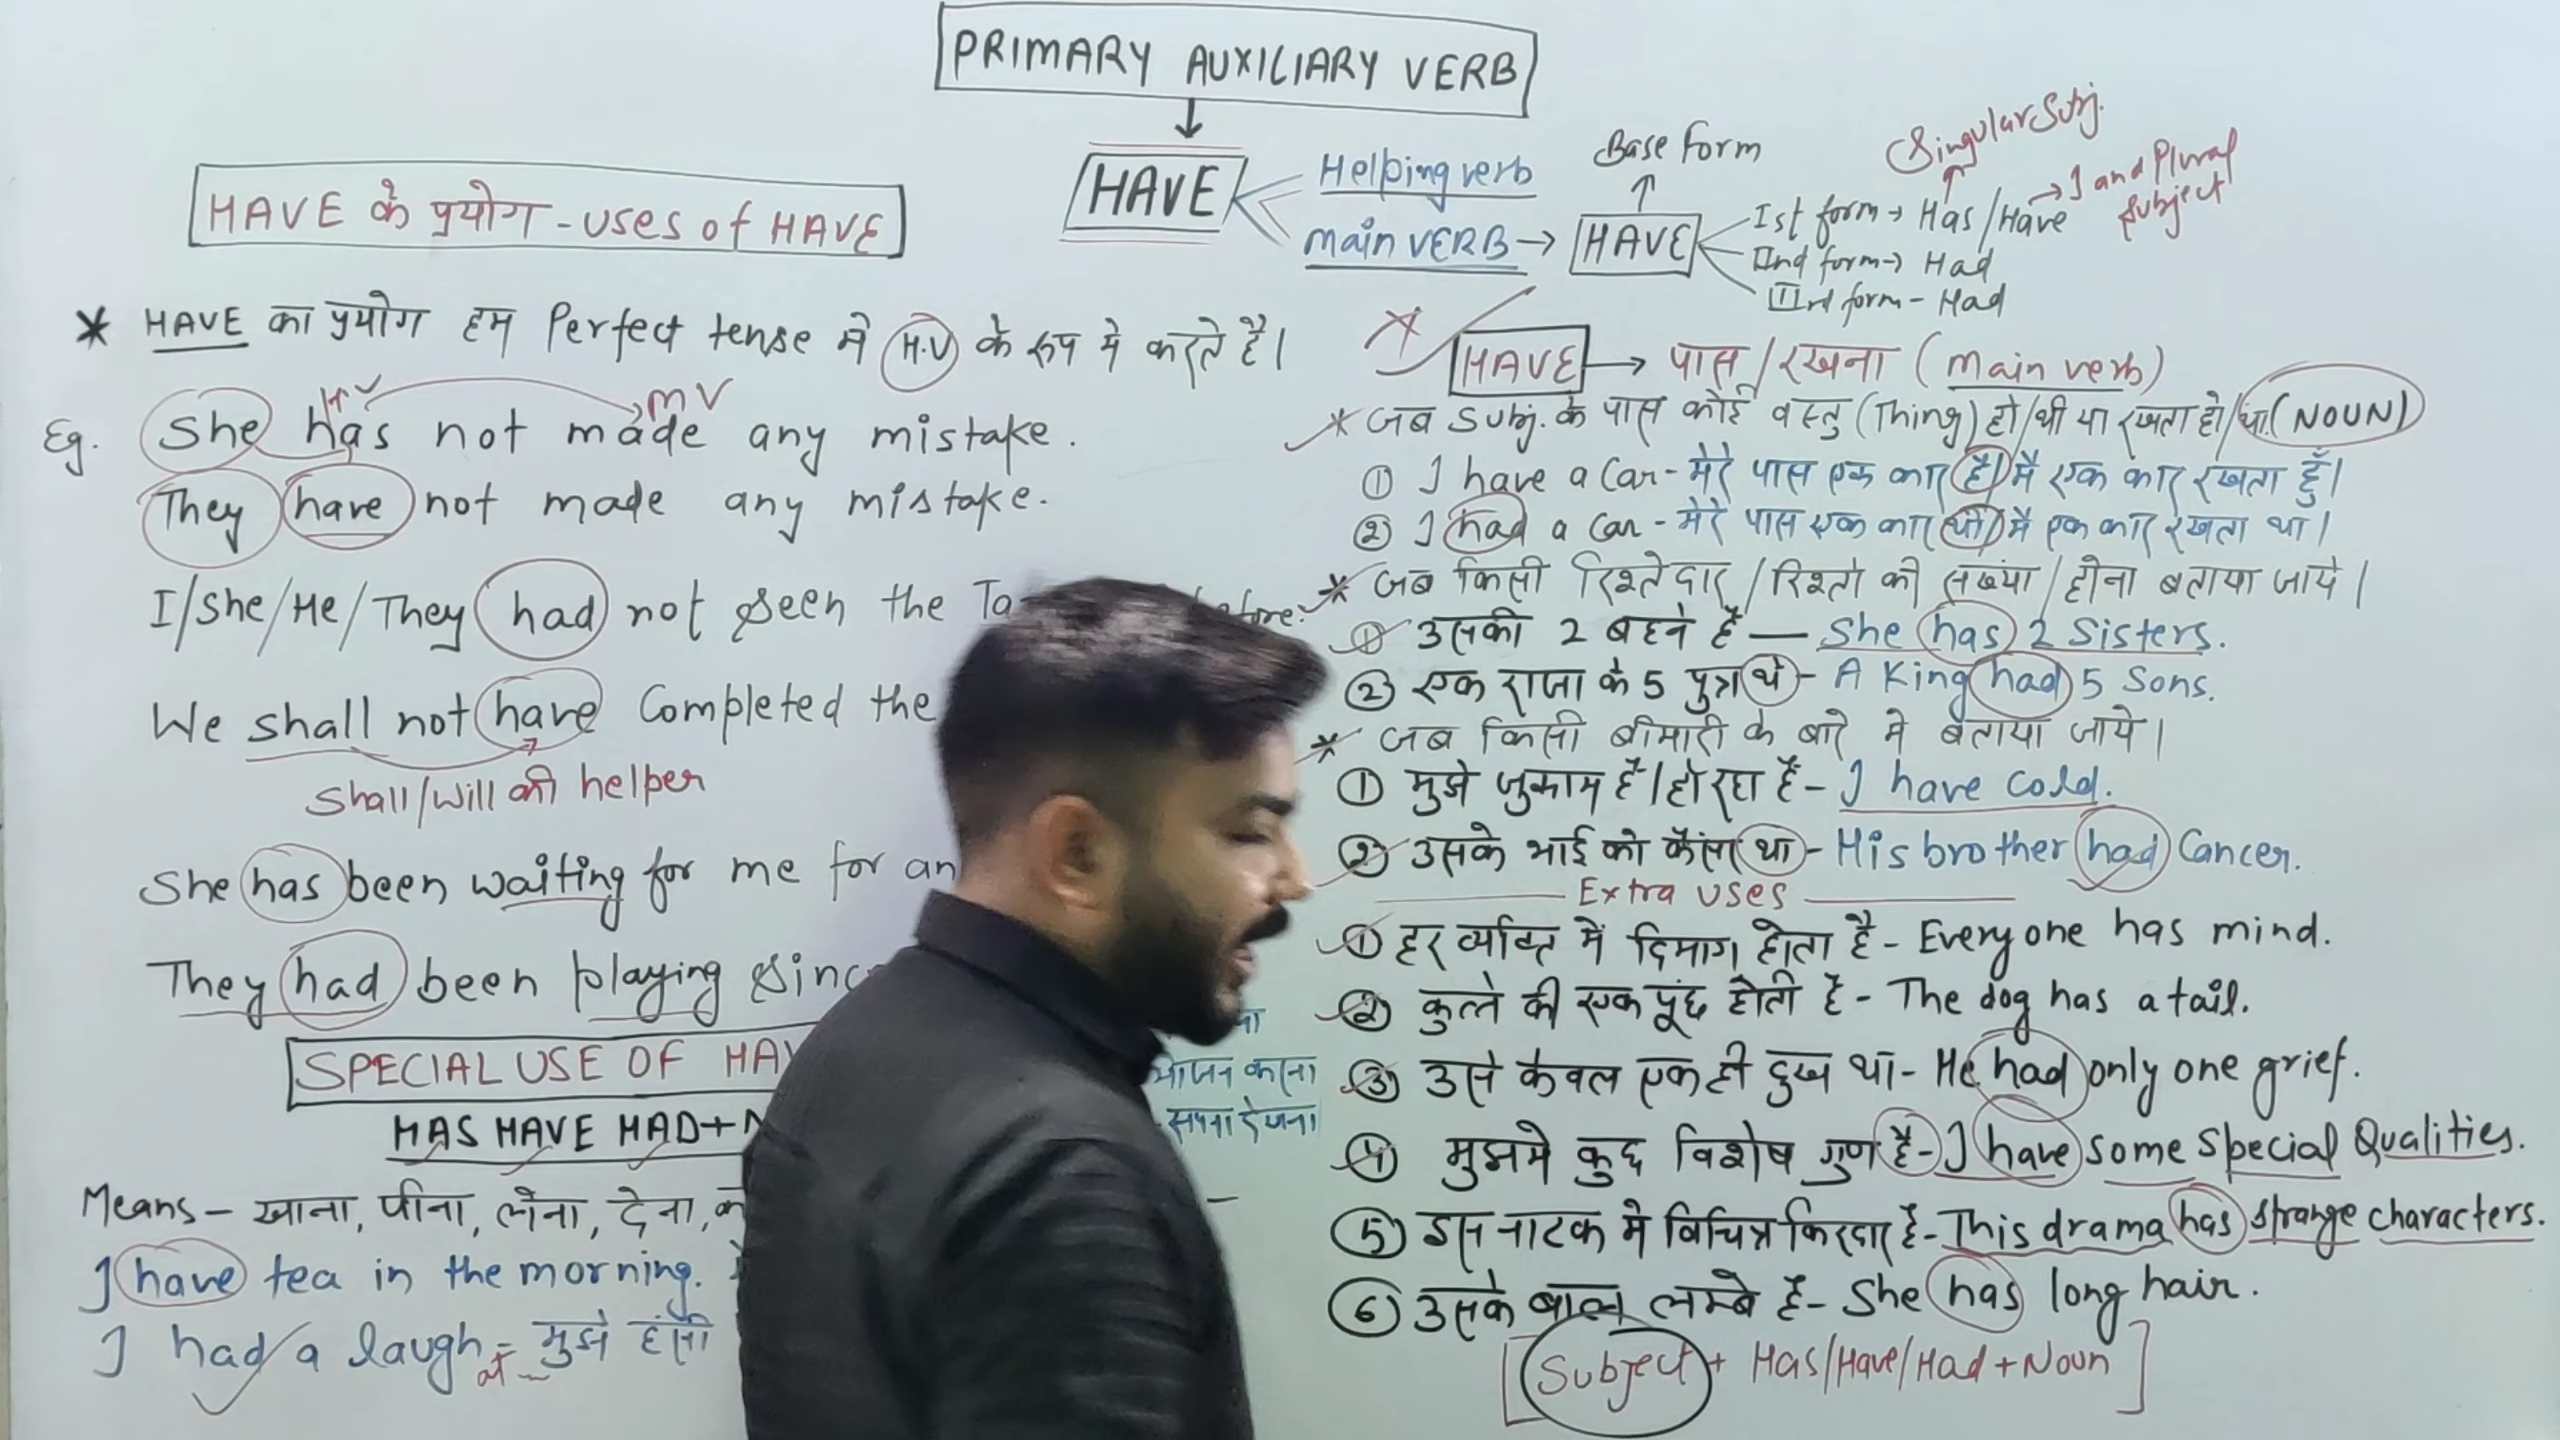 PRIMARY AUXILIARY VERB
HAVE
Helping verb
main VERB → HAVE
Base form
Ist form → Has/Have
Singular Subj.
→ I and Plural Subject
IInd form → Had
IIIrd form - Had
HAVE के प्रयोग - uses of HAVE
* HAVE का प्रयोग हम Perfect tense मे H.V के रूप मे करते है।
H V
m V
Eg. She has not made any mistake.
They have not made any mistake.
I/She/He/They had not seen the
We shall not have completed the
Shall/will की helper
She has been waiting for me for an
They had been playing
SPECIAL USE OF
HAS HAVE HAD+
Means - खाना, पीना, लेना, देना,
I have tea in the morning.
I had a laugh - मुझे हंसी
at
करना
सपना देखना
HAVE → पास/रखना (main verb)
* जब Subj. के पास कोई वस्तु (Thing) हो/थी या रखता हो/था (NOUN)
① I have a car - मेरे पास एक कार है। मै एक कार रखता हूँ।
② I had a car - मेरे पास एक कार थी। मै एक कार रखता था।
* जब किसी रिश्तेदार/रिश्तो की संख्या/होना बताया जाये।
① उसकी 2 बहने है — She has 2 Sisters.
② एक राजा के 5 पुत्र थे - A King had 5 Sons.
* जब किसी बीमारी के बारे मे बताया जाये।
① मुझे जुकाम है/हो रहा है - I have cold.
② उसके भाई को कैंसर था - His brother had Cancer.
Extra uses
① हर व्यक्ति में दिमाग होता है - Everyone has mind.
② कुत्ते की एक पूंछ होती है - The dog has a tail.
③ उसे केवल एक ही दुख था - He had only one grief.
④ मुझमे कुछ विशेष गुण है - I have some special Qualities.
⑤ इस नाटक मे विचित्र किरदार है - This drama has strange characters.
⑥ उसके बाल लम्बे है - She has long hair.
[Subject + Has/Have/Had + Noun]